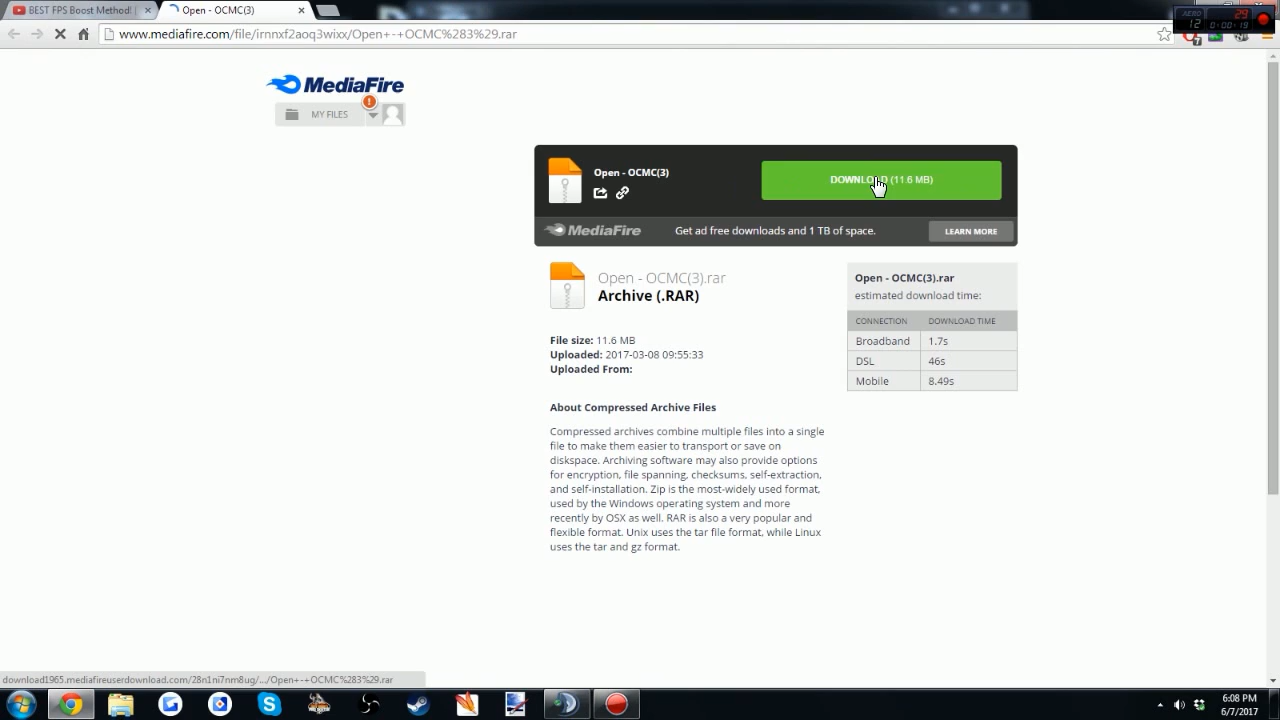 BEST FPS Boost Method! |
Open - OCMC(3)
www.mediafire.com/file/irnnxf2aoq3wixx/Open+-+OCMC%283%29.rar
AERO
12
29
0:00:19
7
MediaFire
MY FILES
!
Open - OCMC(3)
DOWNLOAD (11.6 MB)
MediaFire
Get ad free downloads and 1 TB of space.
LEARN MORE
Open - OCMC(3).rar
Archive (.RAR)
File size: 11.6 MB
Uploaded: 2017-03-08 09:55:33
Uploaded From:
About Compressed Archive Files
Compressed archives combine multiple files into a single
file to make them easier to transport or save on
diskspace. Archiving software may also provide options
for encryption, file spanning, checksums, self-extraction,
and self-installation. Zip is the most-widely used format,
used by the Windows operating system and more
recently by OSX as well. RAR is also a very popular and
flexible format. Unix uses the tar file format, while Linux
uses the tar and gz format.
Open - OCMC(3).rar
estimated download time:
CONNECTION DOWNLOAD TIME
Broadband 1.7s
DSL 46s
Mobile 8.49s
download1965.mediafireuserdownload.com/28n1ni7nm8ug/.../Open+-+OCMC%283%29.rar
6:08 PM
6/7/2017